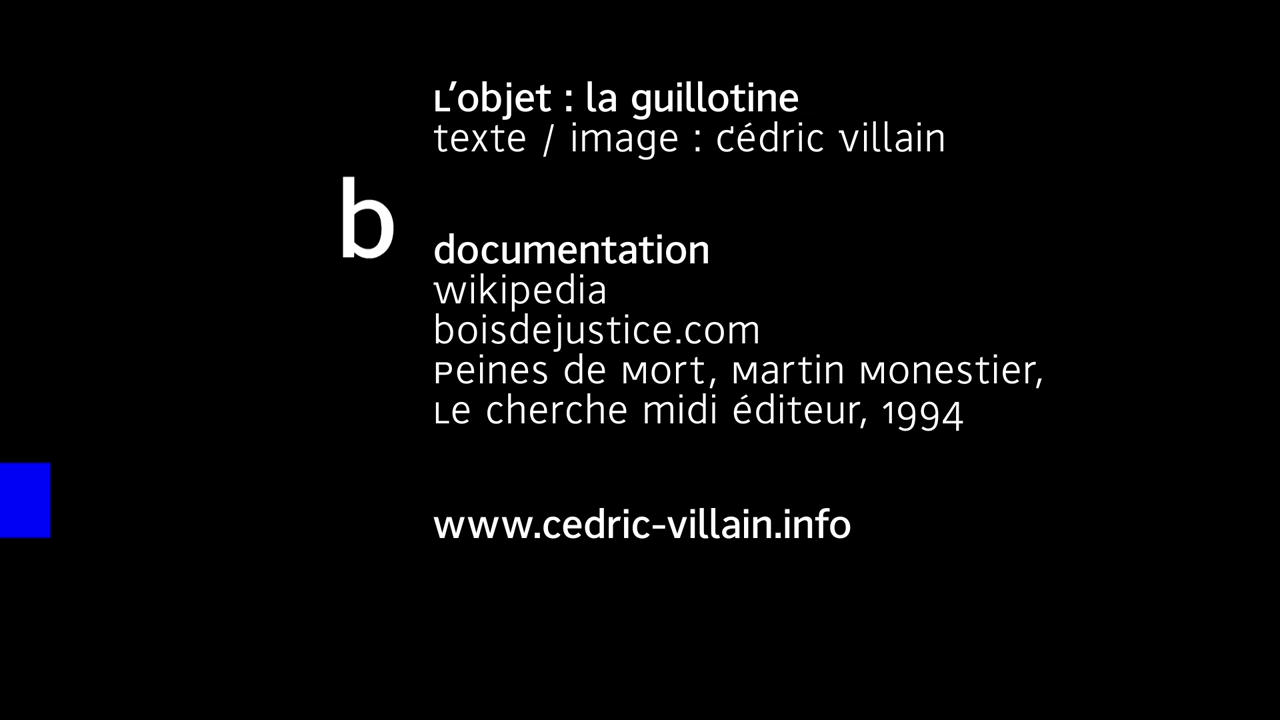 L'objet : la guillotine
texte / image : cédric villain
b
documentation
wikipedia
boisdejustice.com
Peines de Mort, Martin Monestier,
Le cherche midi éditeur, 1994
www.cedric-villain.info